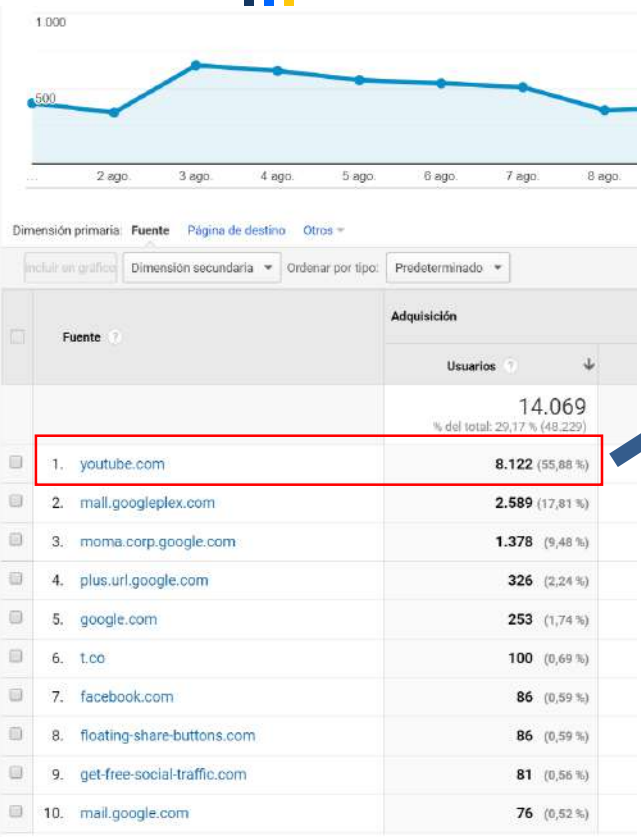 1.000
500
... 2 ago. 3 ago. 4 ago. 5 ago. 6 ago. 7 ago. 8 ago.
Dimensión primaria: Fuente Página de destino Otros
Incluir en gráfico Dimensión secundaria Ordenar por tipo: Predeterminado
Adquisición
Fuente ?
Usuarios ?
14.069
% del total: 29,17 % (48.229)
1. youtube.com 8.122 (55,88 %)
2. mall.googleplex.com 2.589 (17,81 %)
3. moma.corp.google.com 1.378 (9,48 %)
4. plus.url.google.com 326 (2,24 %)
5. google.com 253 (1,74 %)
6. t.co 100 (0,69 %)
7. facebook.com 86 (0,59 %)
8. floating-share-buttons.com 86 (0,59 %)
9. get-free-social-traffic.com 81 (0,56 %)
10. mail.google.com 76 (0,52 %)